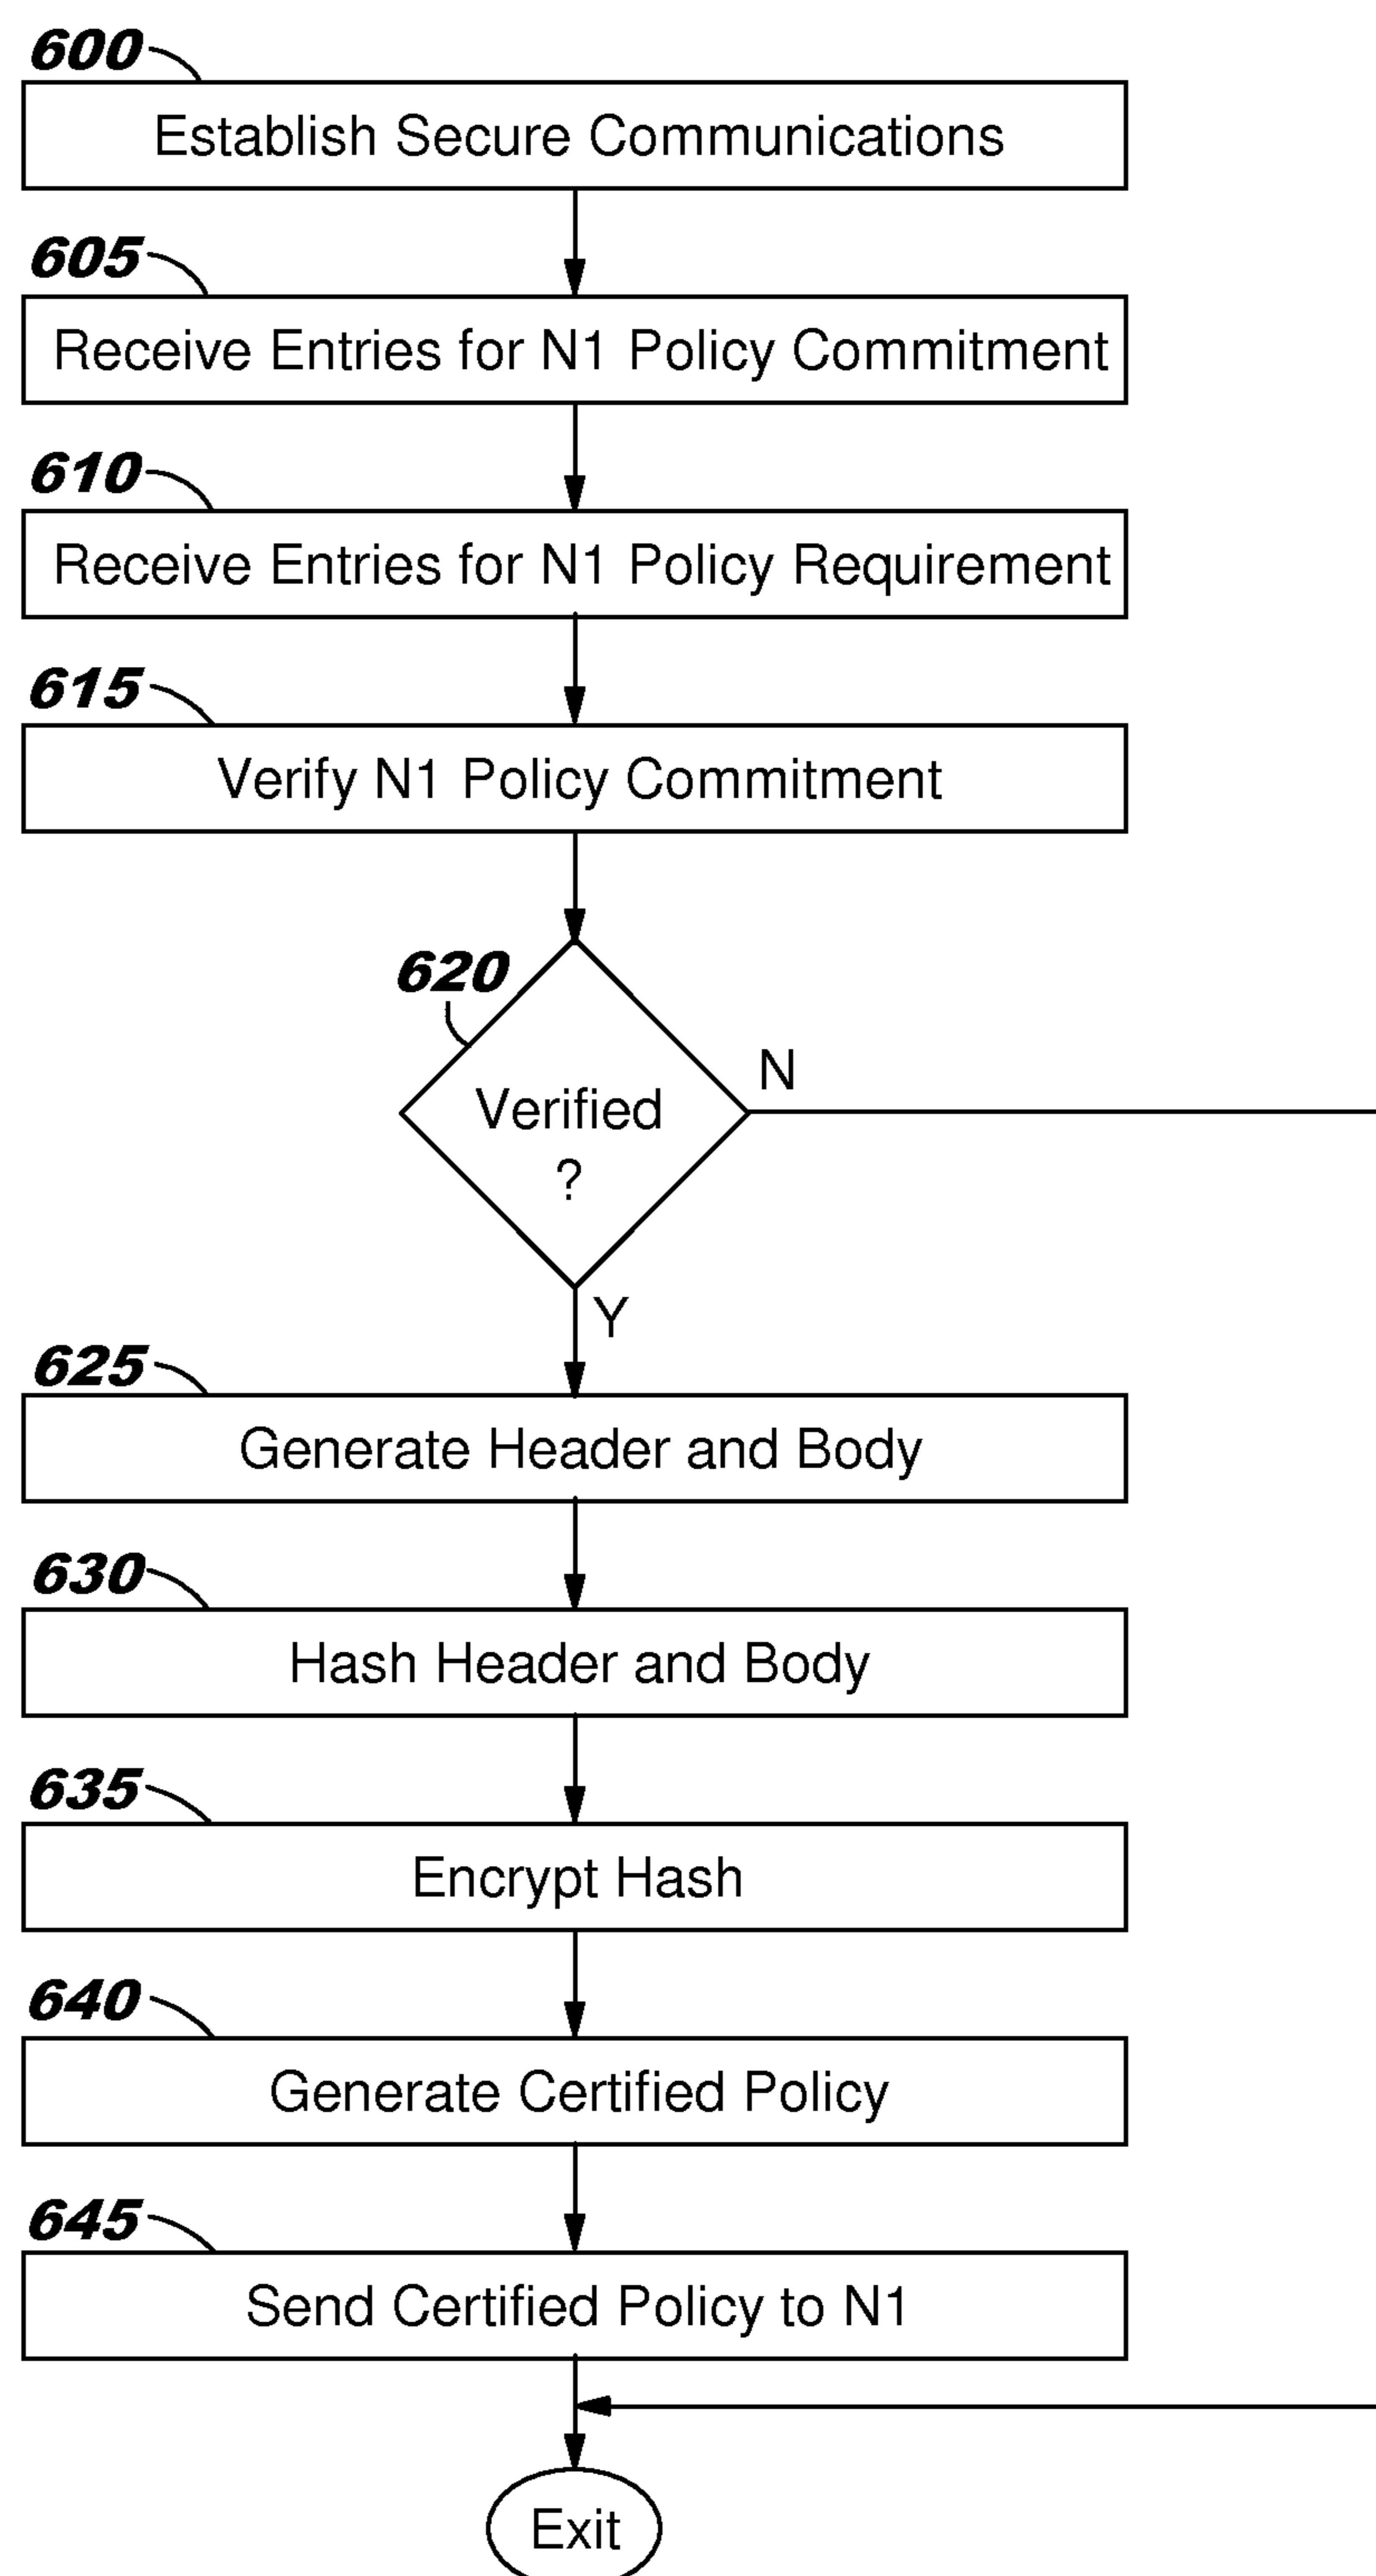 600
Establish Secure Communications
605
Receive Entries for N1 Policy Commitment
610
Receive Entries for N1 Policy Requirement
615
Verify N1 Policy Commitment
620
N
Verified
?
Y
625
Generate Header and Body
630
Hash Header and Body
635
Encrypt Hash
640
Generate Certified Policy
645
Send Certified Policy to N1
Exit